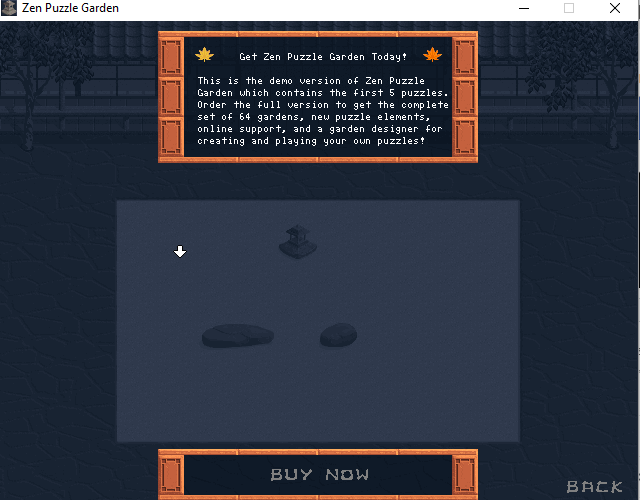 Zen Puzzle Garden
Get Zen Puzzle Garden Today!
This is the demo version of Zen Puzzle
Garden which contains the first 5 puzzles.
Order the full version to get the complete
set of 64 gardens, new puzzle elements,
online support, and a garden designer for
creating and playing your own puzzles!
BUY NOW
BACK